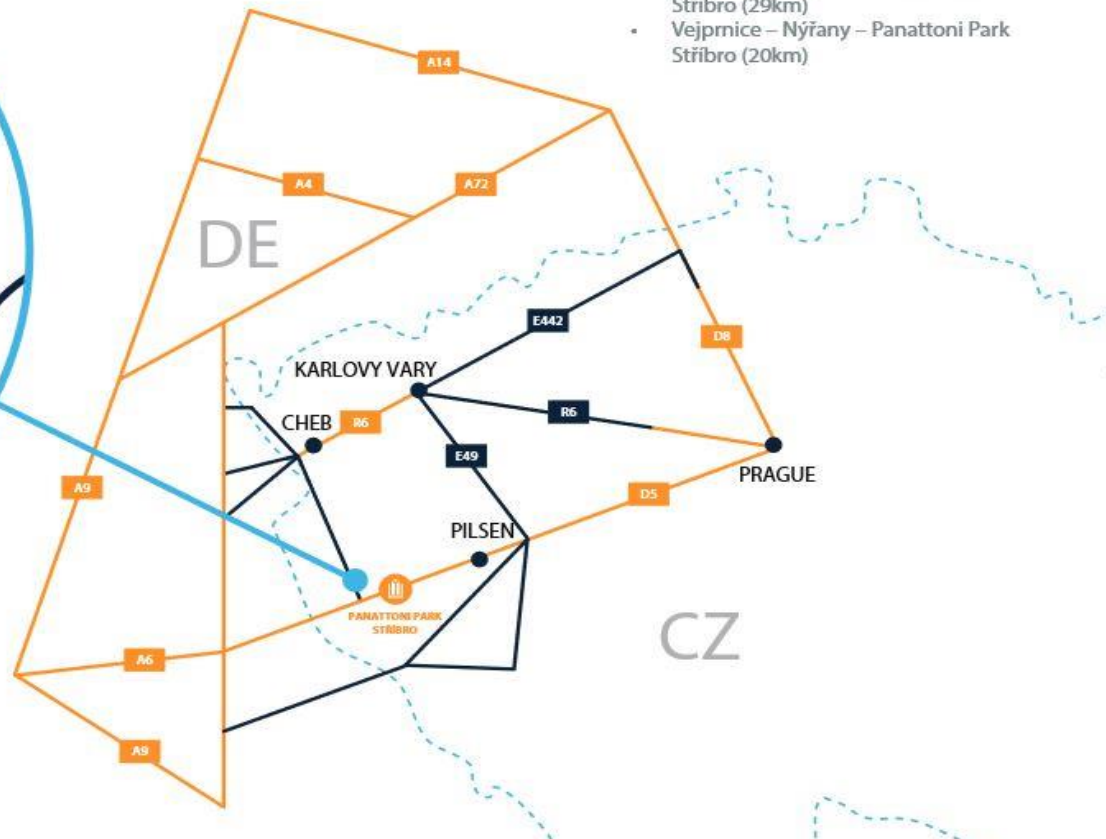 Stříbro (29km)
• Vejprnice – Nýřany – Panattoni Park
Stříbro (20km)
A14
A4
A72
DE
E442
D8
KARLOVY VARY
R6
R6
CHEB
E49
PRAGUE
A9
D5
PILSEN
PANATTONI PARK
STŘÍBRO
CZ
A6
A9